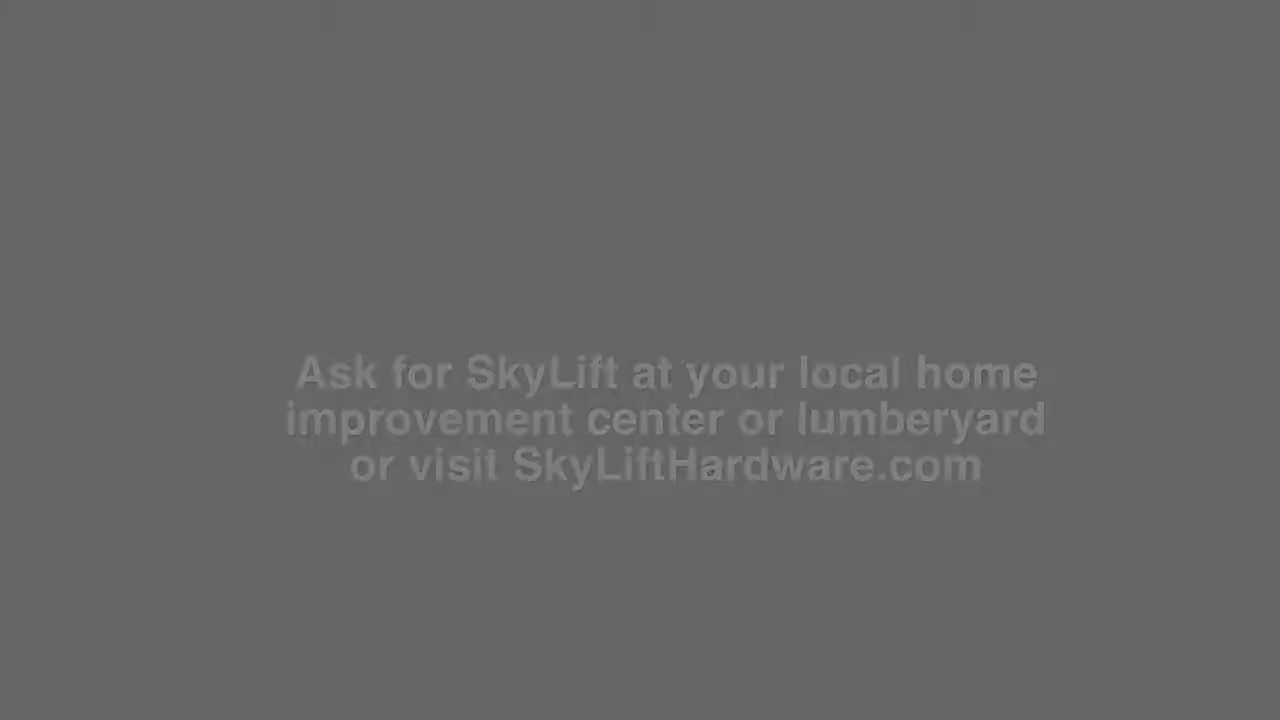 Ask for SkyLift at your local home
improvement center or lumberyard
or visit SkyLiftHardware.com